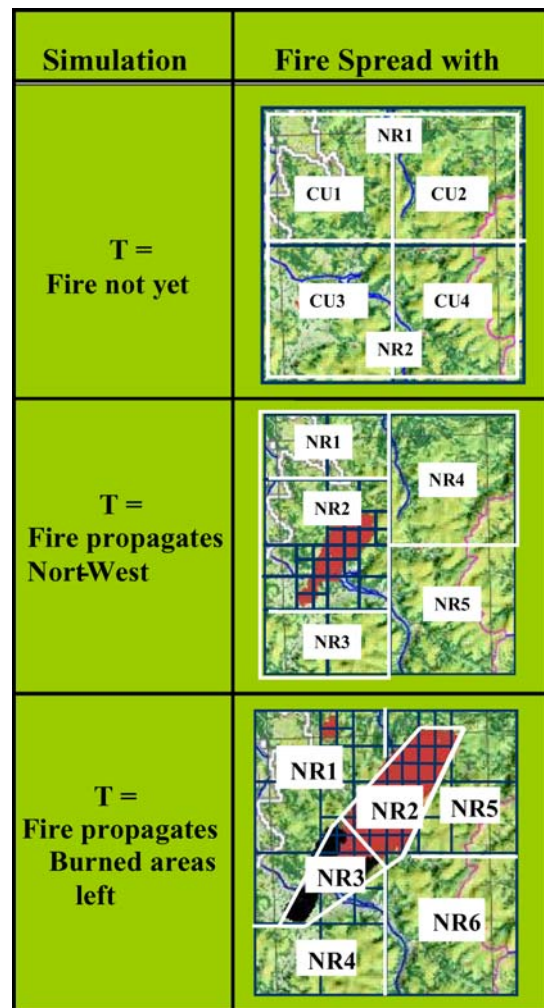 Simulation
Fire Spread with
T =
Fire not yet
NR1
CU1
CU2
CU3
CU4
NR2
T =
Fire propagates
Nort-West
NR1
NR2
NR4
NR5
NR3
T =
Fire propagates
Burned areas
left
NR1
NR2
NR5
NR3
NR4
NR6